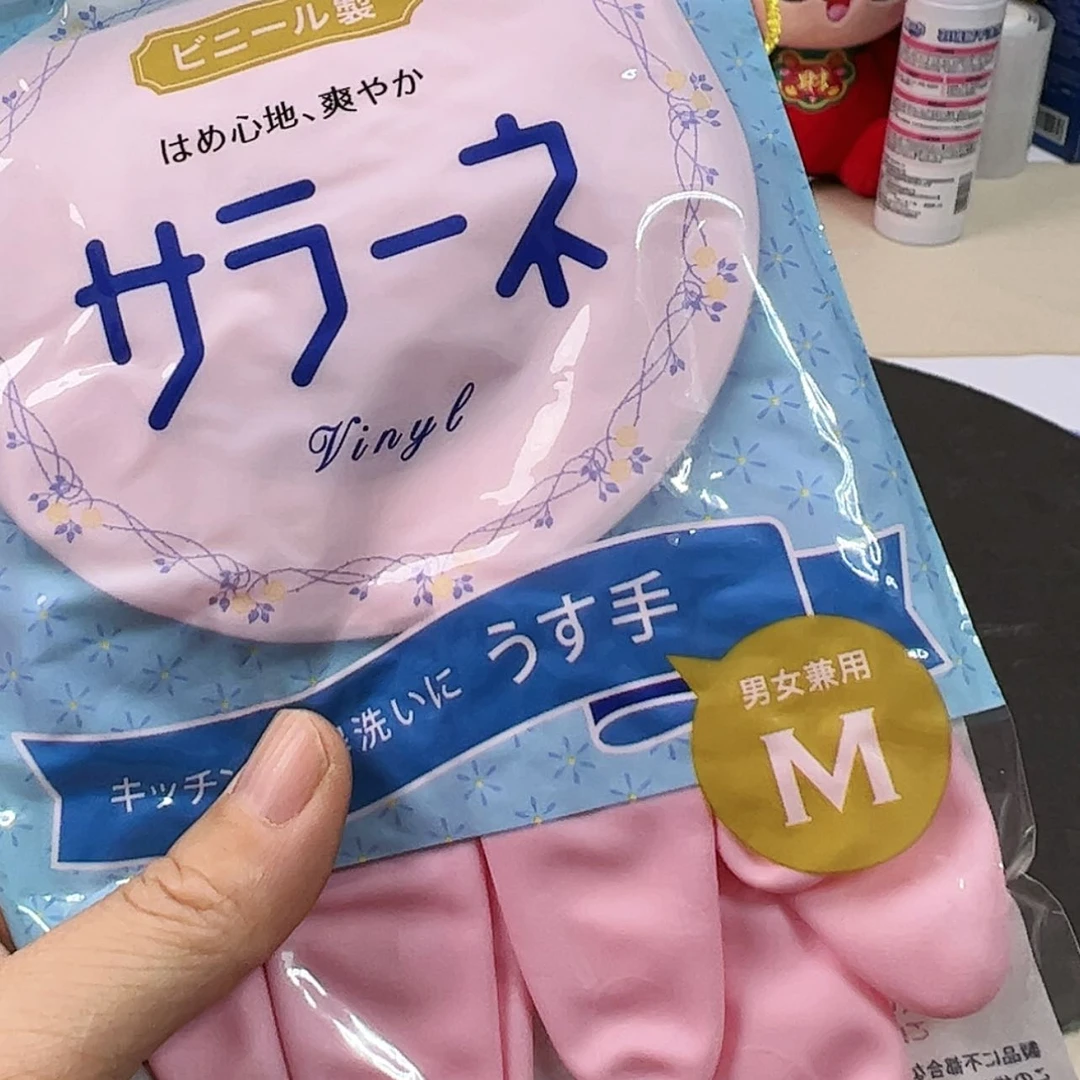 ビニール製
はめ心地、爽やか
サラーネ
Vinyl
洗いに うす手
キッチン
男女兼用
M
財